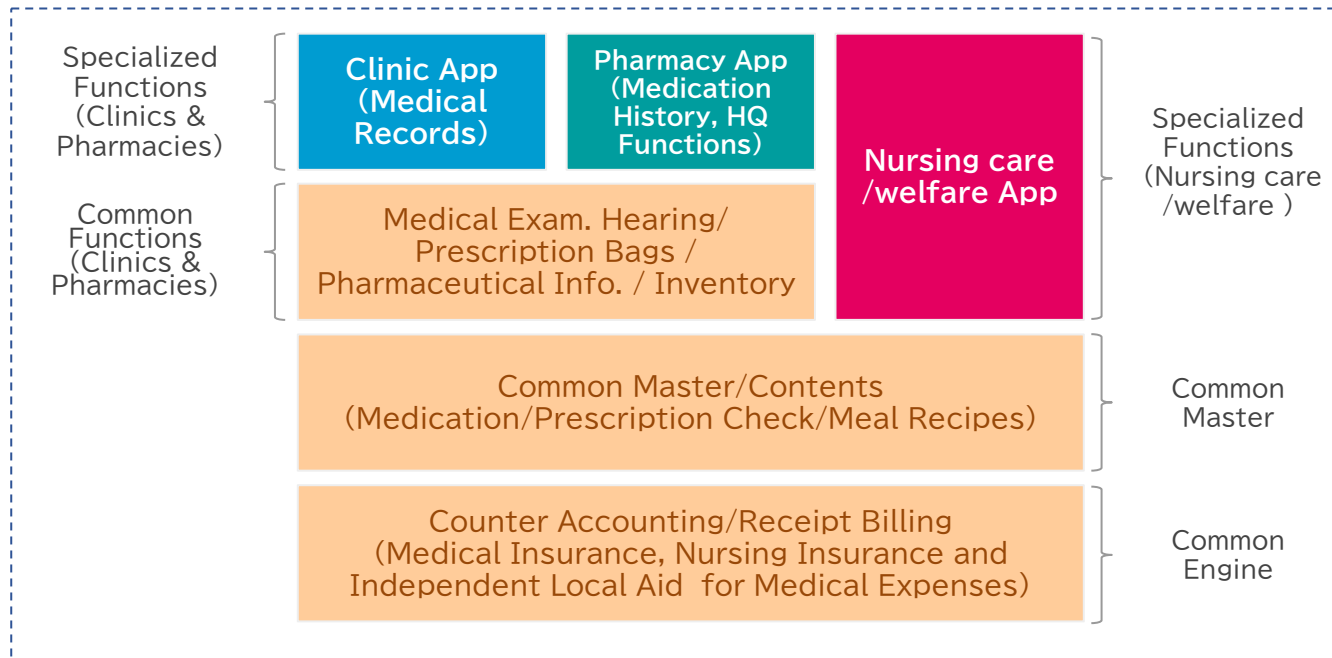 Specialized
Functions
(Clinics &
Pharmacies)
Clinic App
(Medical
Records)
Pharmacy App
(Medication
History, HQ
Functions)
Nursing care
/welfare App
Specialized
Functions
(Nursing care
/welfare )
Common
Functions
(Clinics &
Pharmacies)
Medical Exam. Hearing/
Prescription Bags /
Pharmaceutical Info. / Inventory
Common Master/Contents
(Medication/Prescription Check/Meal Recipes)
Common
Master
Counter Accounting/Receipt Billing
(Medical Insurance, Nursing Insurance and
Independent Local Aid  for Medical Expenses)
Common
Engine